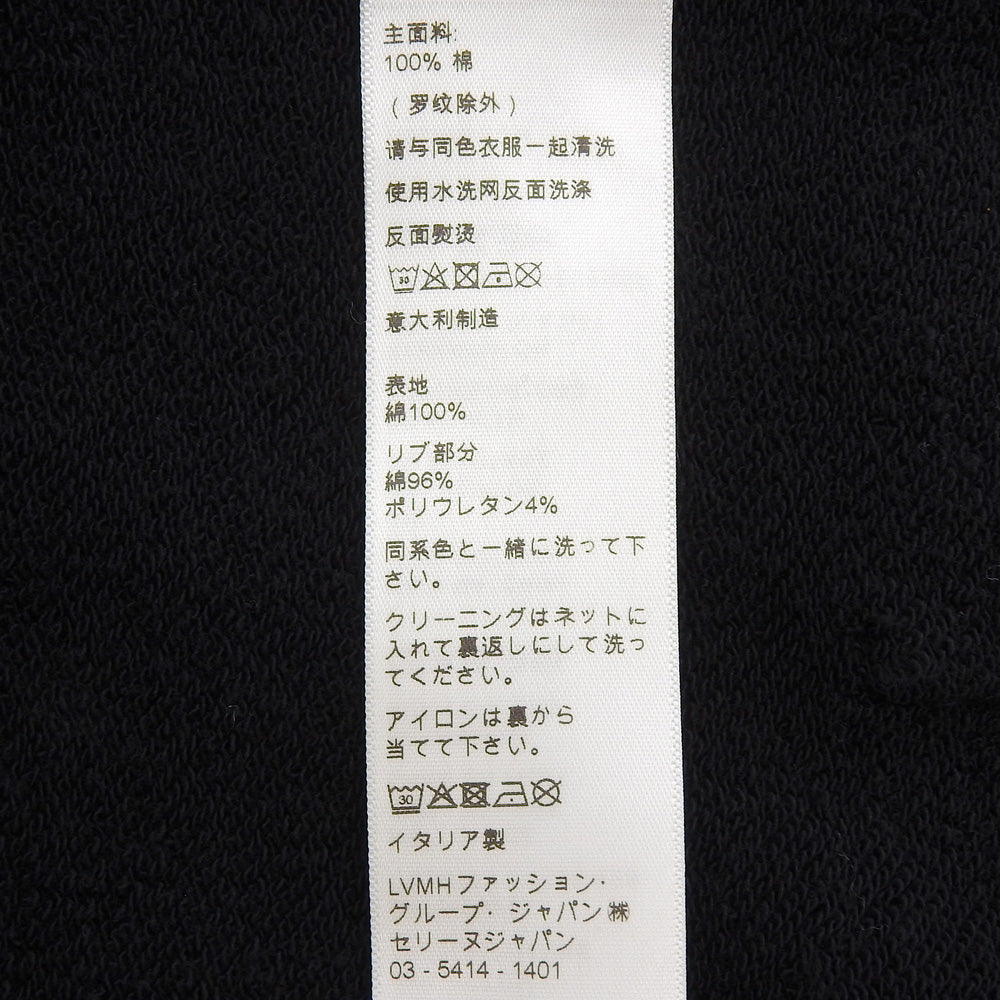 主面料:
100% 棉
(罗纹除外)
请与同色衣服一起清洗
使用水洗网反面洗涤
反面熨烫
30
意大利制造
表地
綿100%
リブ部分
綿96%
ポリウレタン4%
同系色と一緒に洗って下
さい。
クリーニングはネットに
入れて裏返しにして洗っ
てください。
アイロンは裏から
当てて下さい。
30
イタリア製
LVMHファッション·
グループ· ジャパン㈱
セリーヌジャパン
03 - 5414 - 1401